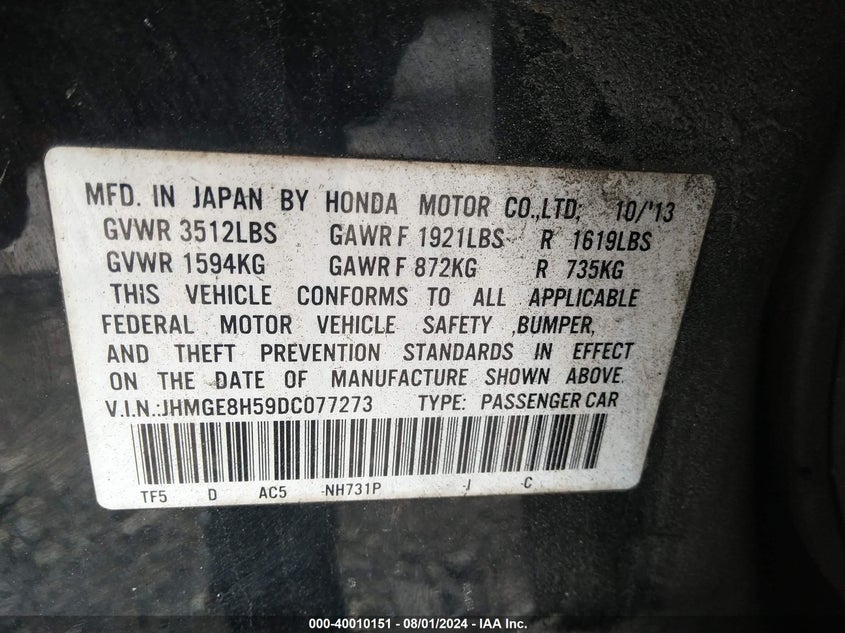 MFD. IN JAPAN BY HONDA MOTOR CO.,LTD; 10/'13
GVWR 3512LBS GAWR F 1921LBS R 1619LBS
GVWR 1594KG GAWR F 872KG R 735KG
THIS VEHICLE CONFORMS TO ALL APPLICABLE
FEDERAL MOTOR VEHICLE SAFETY ,BUMPER,
AND THEFT PREVENTION STANDARDS IN EFFECT
ON THE DATE OF MANUFACTURE SHOWN ABOVE.
V.I.N.:JHMGE8H59DC077273 TYPE: PASSENGER CAR
TF5 D AC5 -NH731P -I -C
000-40010151 - 08/01/2024 - IAA Inc.